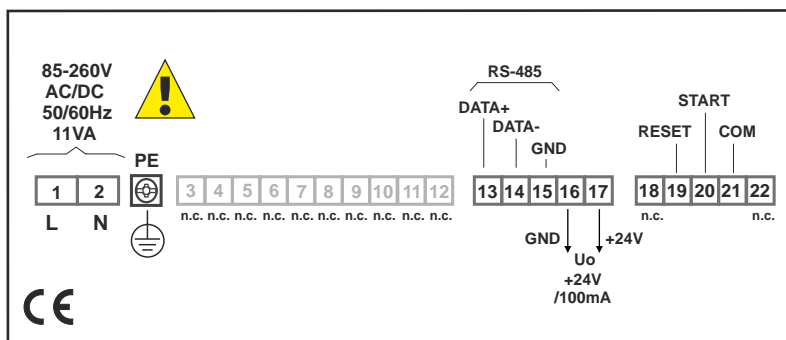 85-260V
AC/DC
50/60Hz
11VA
PE
1 2
L N
3 4 5 6 7 8 9 10 11 12
n.c. n.c. n.c. n.c. n.c. n.c. n.c. n.c. n.c. n.c.
RS-485
DATA+
DATA-
GND
13 14 15 16 17
GND
+24V
Uo
+24V
/100mA
START
RESET COM
18 19 20 21 22
n.c. n.c.
CE